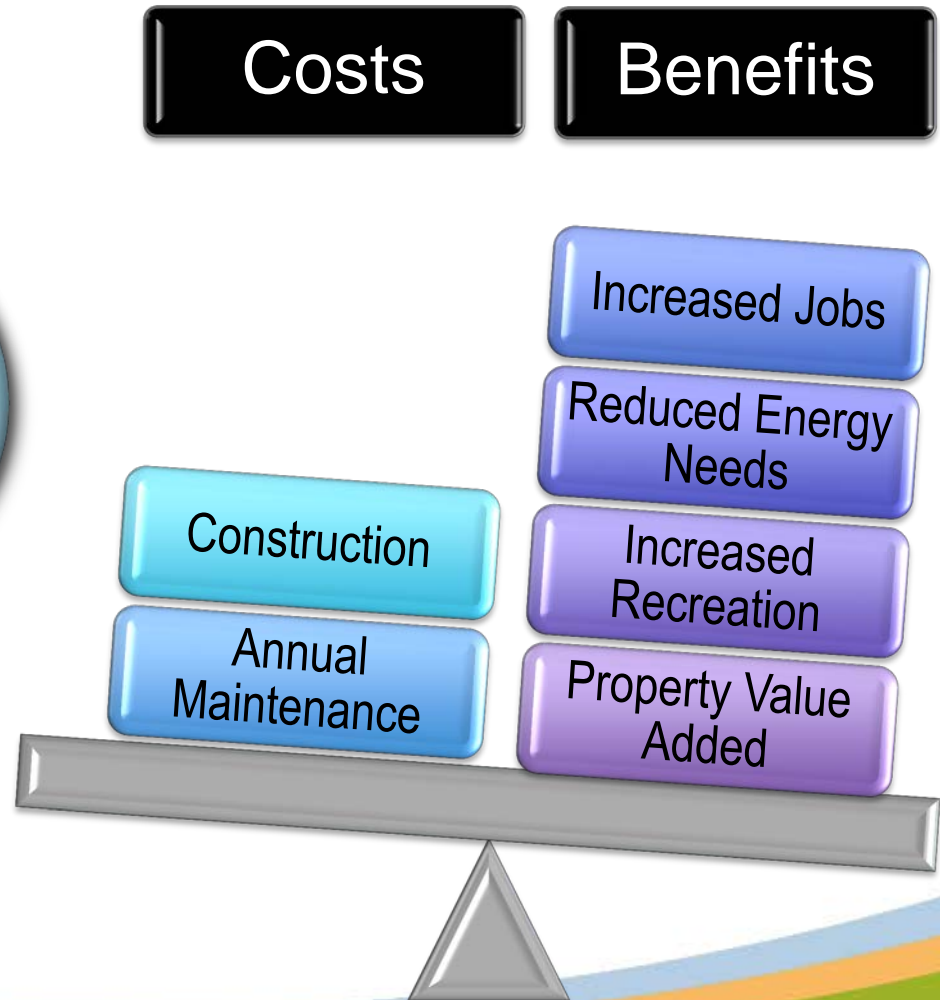 Costs
Benefits
Increased Jobs
Reduced Energy
Needs
Increased
Recreation
Property Value
Added
Construction
Annual
Maintenance